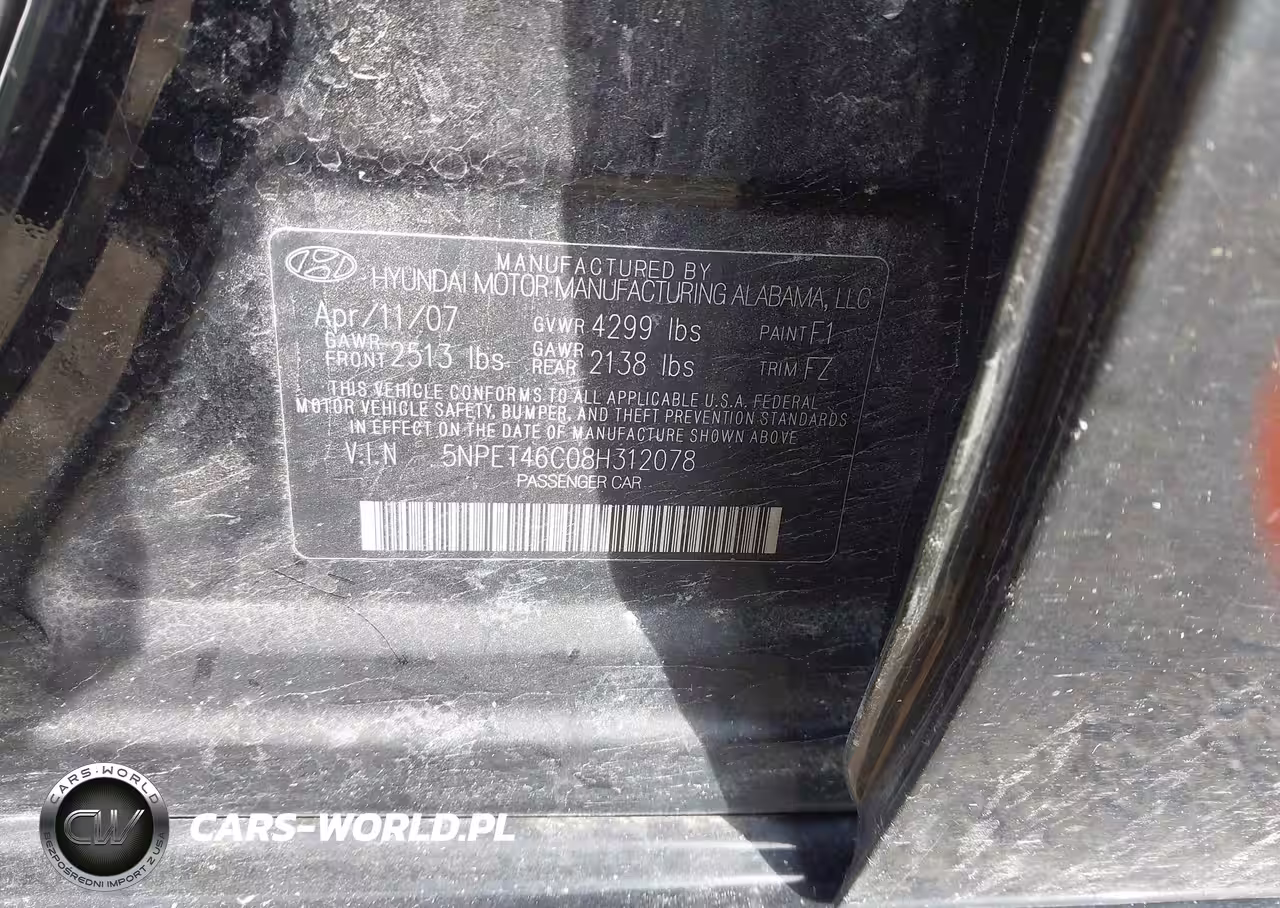 MANUFACTURED BY
HYUNDAI MOTOR MANUFACTURING ALABAMA, LLC
Apr/11/07 GVWR 4299 lbs PAINT F1
GAWR FRONT 2513 lbs GAWR REAR 2138 lbs TRIM FZ
THIS VEHICLE CONFORMS TO ALL APPLICABLE U.S.A. FEDERAL
MOTOR VEHICLE SAFETY, BUMPER, AND THEFT PREVENTION STANDARDS
IN EFFECT ON THE DATE OF MANUFACTURE SHOWN ABOVE
V.I.N 5NPET46C08H312078
PASSENGER CAR
CARS-WORLD
CW
BEZPOŚREDNI IMPORT Z USA
CARS-WORLD.PL